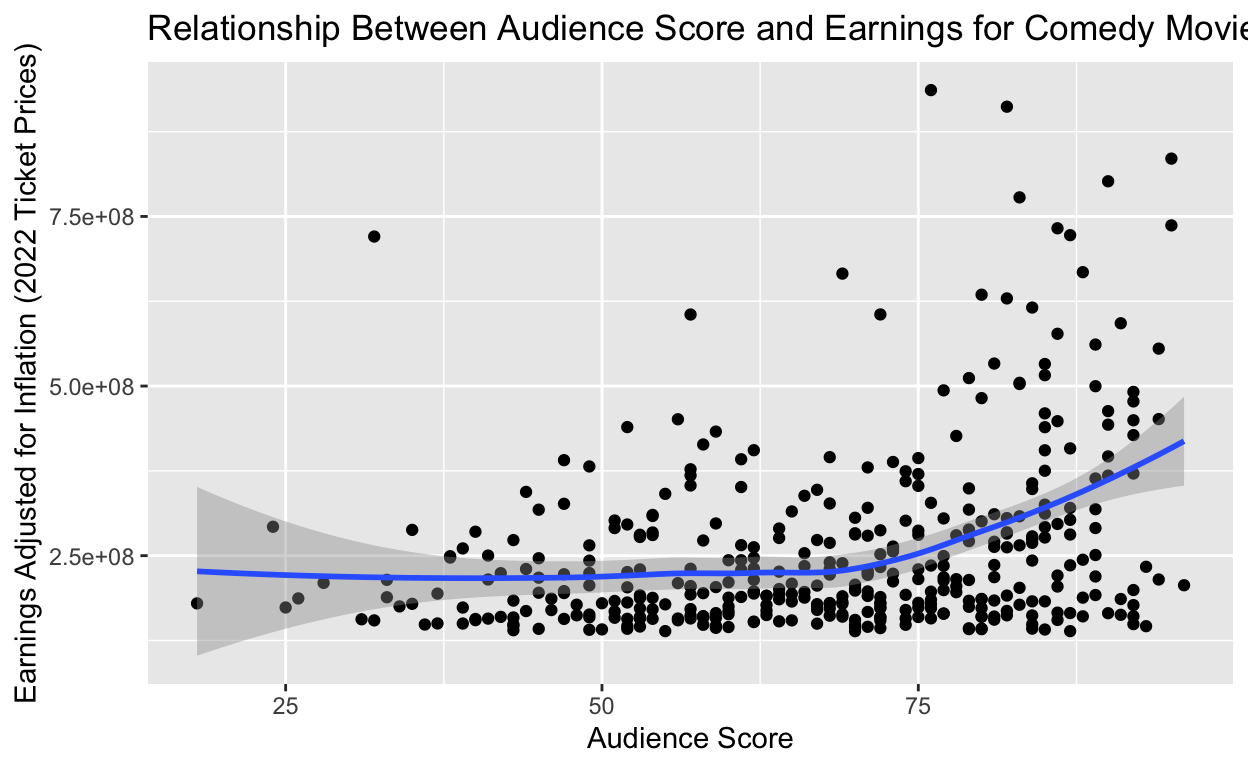 Relationship Between Audience Score and Earnings for Comedy Movie
Earnings Adjusted for Inflation (2022 Ticket Prices)
7.5e+08
5.0e+08
2.5e+08
25
50
75
Audience Score